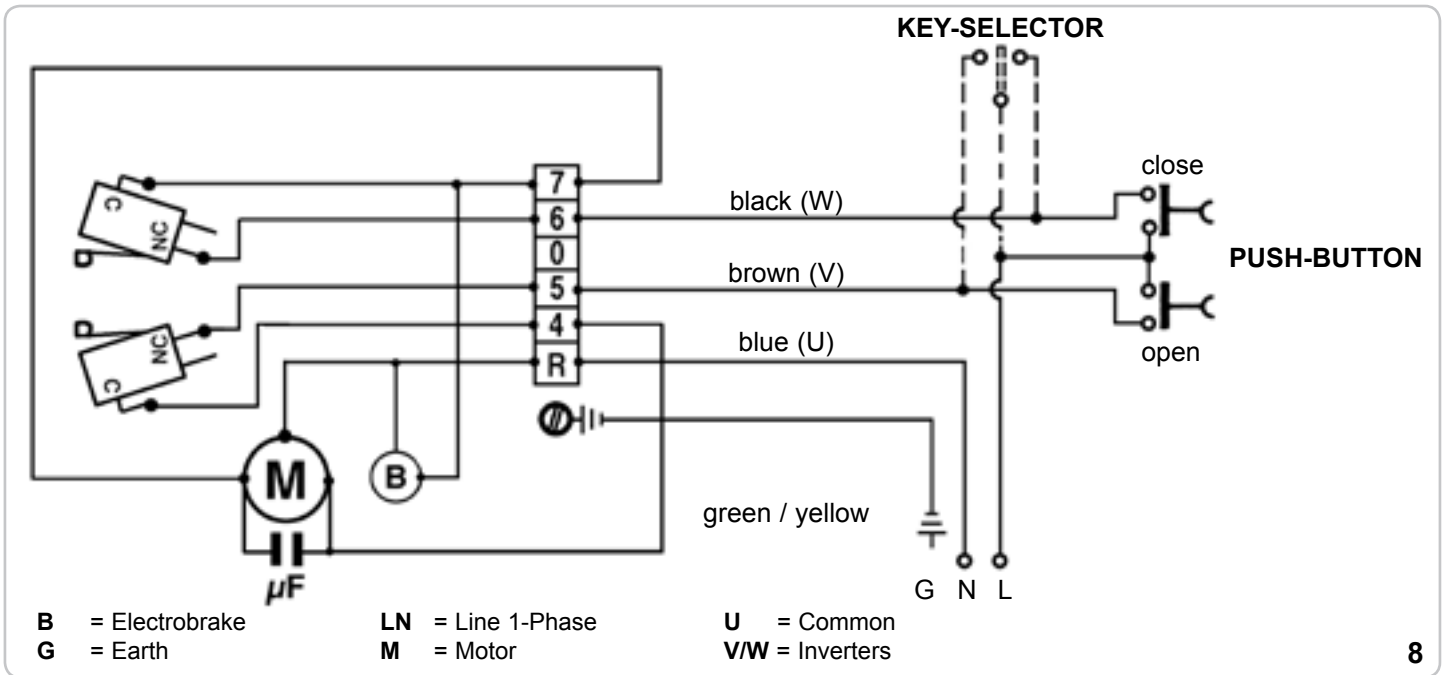 KEY-SELECTOR
close
7
black (W)
6
C
NC
0
PUSH-BUTTON
brown (V)
5
4
blue (U)
open
NC
C
R
M
B
green / yellow
µF
G N L
B = Electrobrake LN = Line 1-Phase U = Common
G = Earth M = Motor V/W = Inverters
8